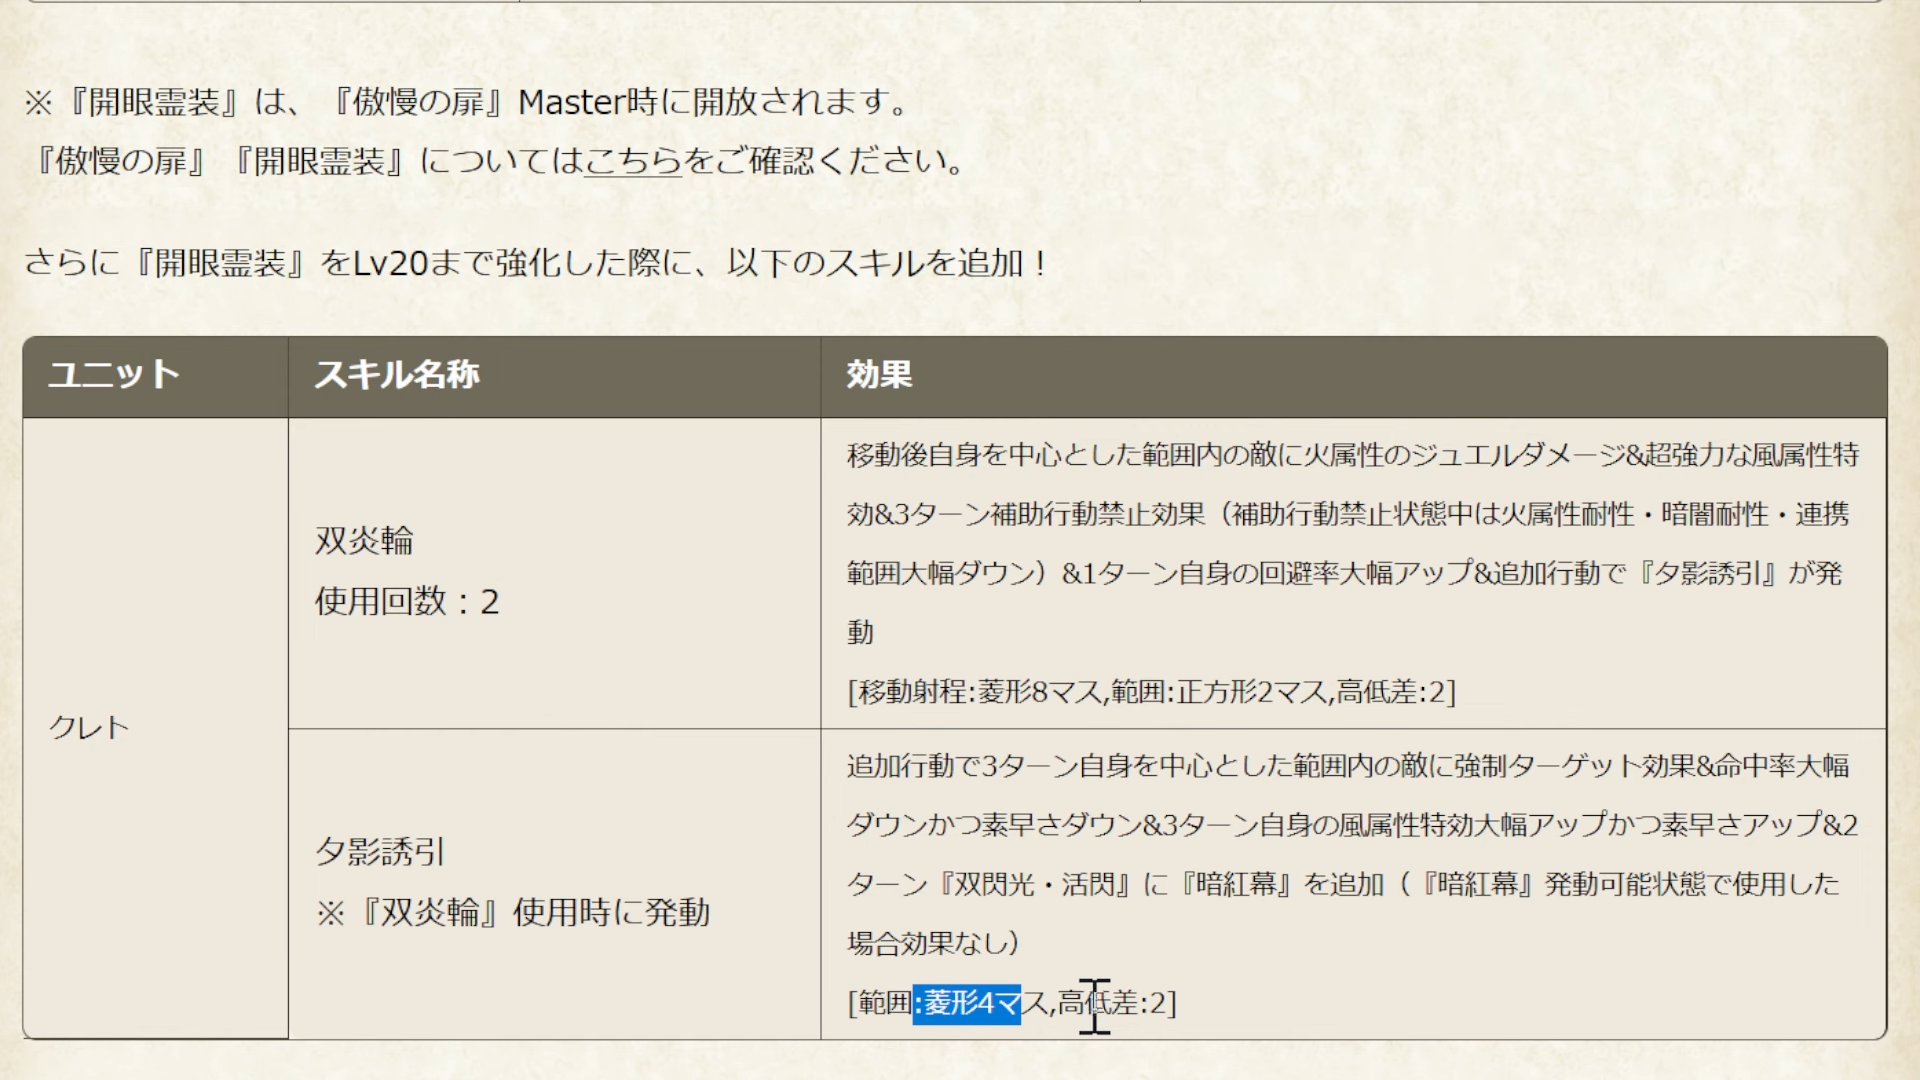 ※『開眼霊装』は、『傲慢の扉』Master時に開放されます。
『傲慢の扉』『開眼霊装』についてはこちらをご確認ください。
さらに『開眼霊装』をLv20まで強化した際に、以下のスキルを追加！
ユニット
スキル名称
効果
クレト
双炎輪
使用回数：2
移動後自身を中心とした範囲内の敵に火属性のジュエルダメージ&超強力な風属性特
効&3ターン補助行動禁止効果（補助行動禁止状態中は火属性耐性・暗闇耐性・連携
範囲大幅ダウン）&1ターン自身の回避率大幅アップ&追加行動で『夕影誘引』が発
動
[移動射程:菱形8マス,範囲:正方形2マス,高低差:2]
夕影誘引
※『双炎輪』使用時に発動
追加行動で3ターン自身を中心とした範囲内の敵に強制ターゲット効果&命中率大幅
ダウンかつ素早さダウン&3ターン自身の風属性特効大幅アップかつ素早さアップ&2
ターン『双閃光・活閃』に『暗紅幕』を追加（『暗紅幕』発動可能状態で使用した
場合効果なし）
[範囲:菱形4マス,高低差:2]